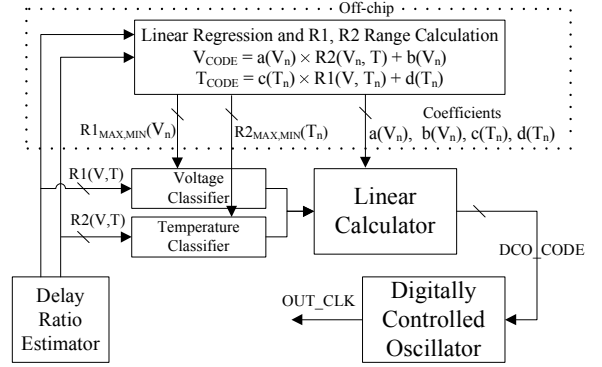 Off-chip
Linear Regression and R1, R2 Range Calculation
V_CODE = a(V_n) × R2(V_n, T) + b(V_n)
T_CODE = c(T_n) × R1(V, T_n) + d(T_n)
R1_MAX,MIN(V_n)
R2_MAX,MIN(T_n)
Coefficients
a(V_n), b(V_n), c(T_n), d(T_n)
R1(V,T)
Voltage
Classifier
R2(V,T)
Temperature
Classifier
Linear
Calculator
DCO_CODE
Delay
Ratio
Estimator
OUT_CLK
Digitally
Controlled
Oscillator